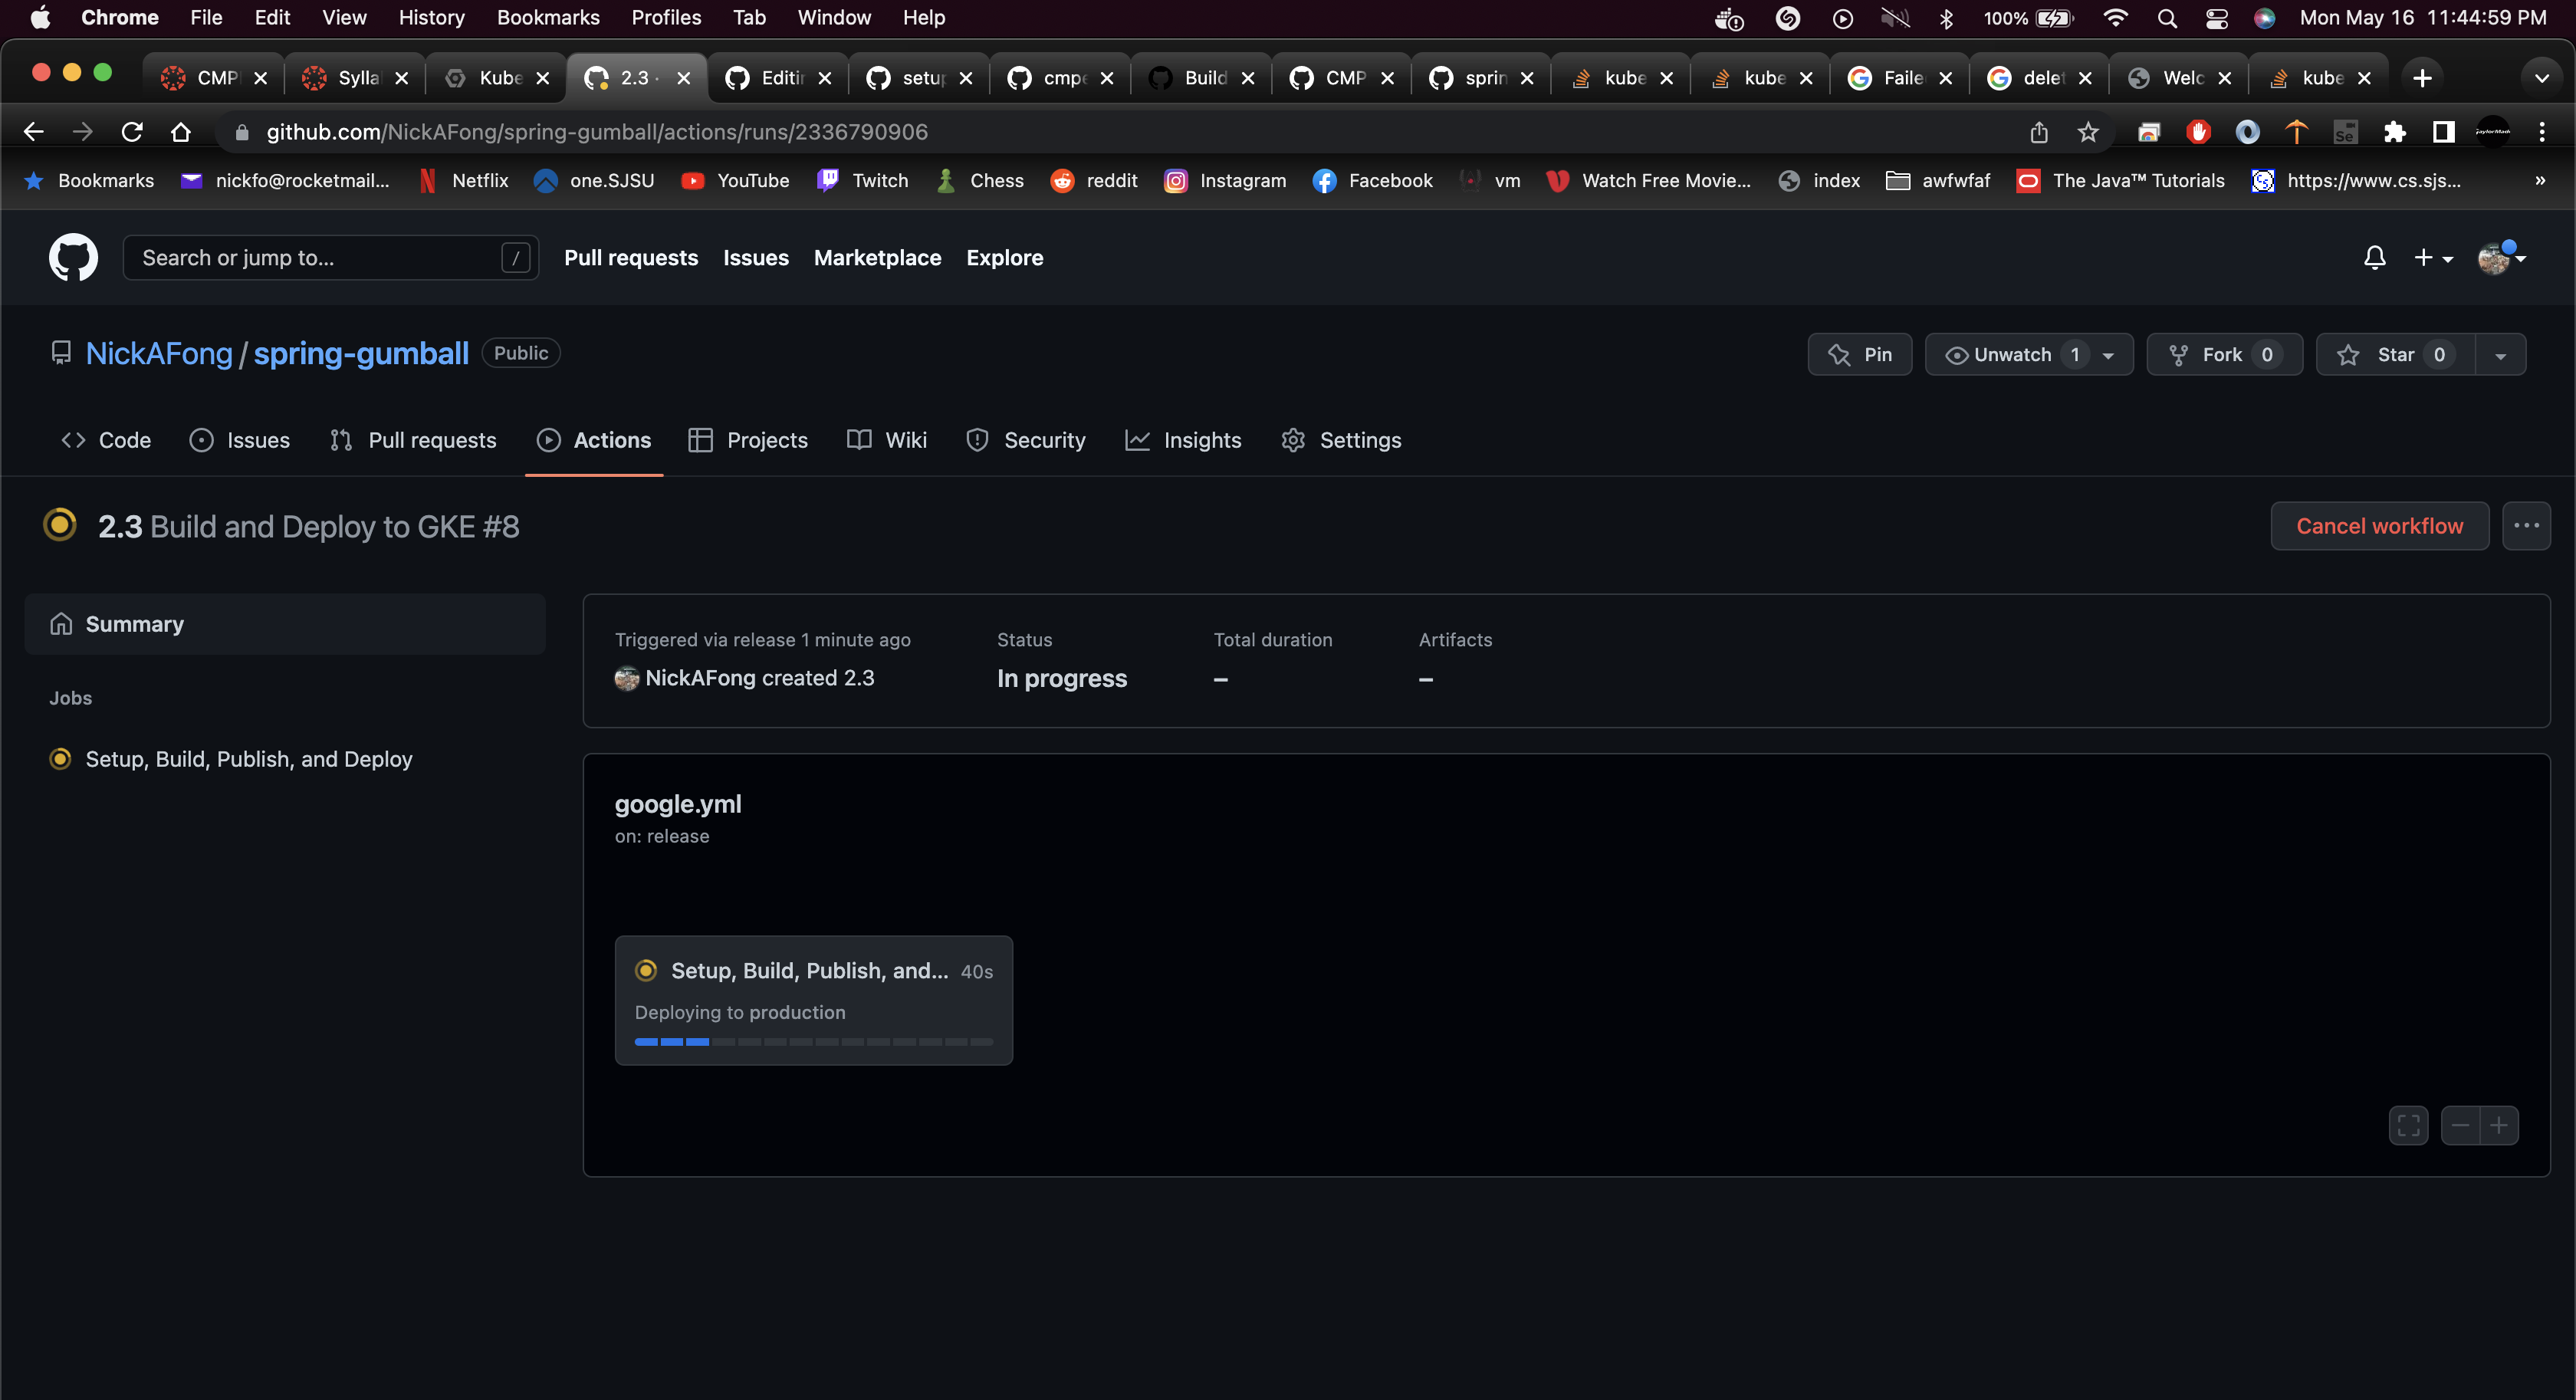 Chrome File Edit View History Bookmarks Profiles Tab Window Help 100% Mon May 16 11:44:59 PM
CMP Sylla Kube 2.3 · Editin setup cmpe Build CMP sprin kube kube Faile delet Welc kube
github.com/NickAFong/spring-gumball/actions/runs/2336790906
Bookmarks nickfo@rocketmail... Netflix one.SJSU YouTube Twitch Chess reddit Instagram Facebook vm Watch Free Movie... index awfwfaf The Java™ Tutorials https://www.cs.sjs... »
Search or jump to... / Pull requests Issues Marketplace Explore
NickAFong / spring-gumball Public Pin Unwatch 1 Fork 0 Star 0
Code Issues Pull requests Actions Projects Wiki Security Insights Settings
2.3 Build and Deploy to GKE #8 Cancel workflow ...
Summary
Jobs
Setup, Build, Publish, and Deploy
Triggered via release 1 minute ago Status Total duration Artifacts
NickAFong created 2.3 In progress – –
google.yml
on: release
Setup, Build, Publish, and... 40s
Deploying to production